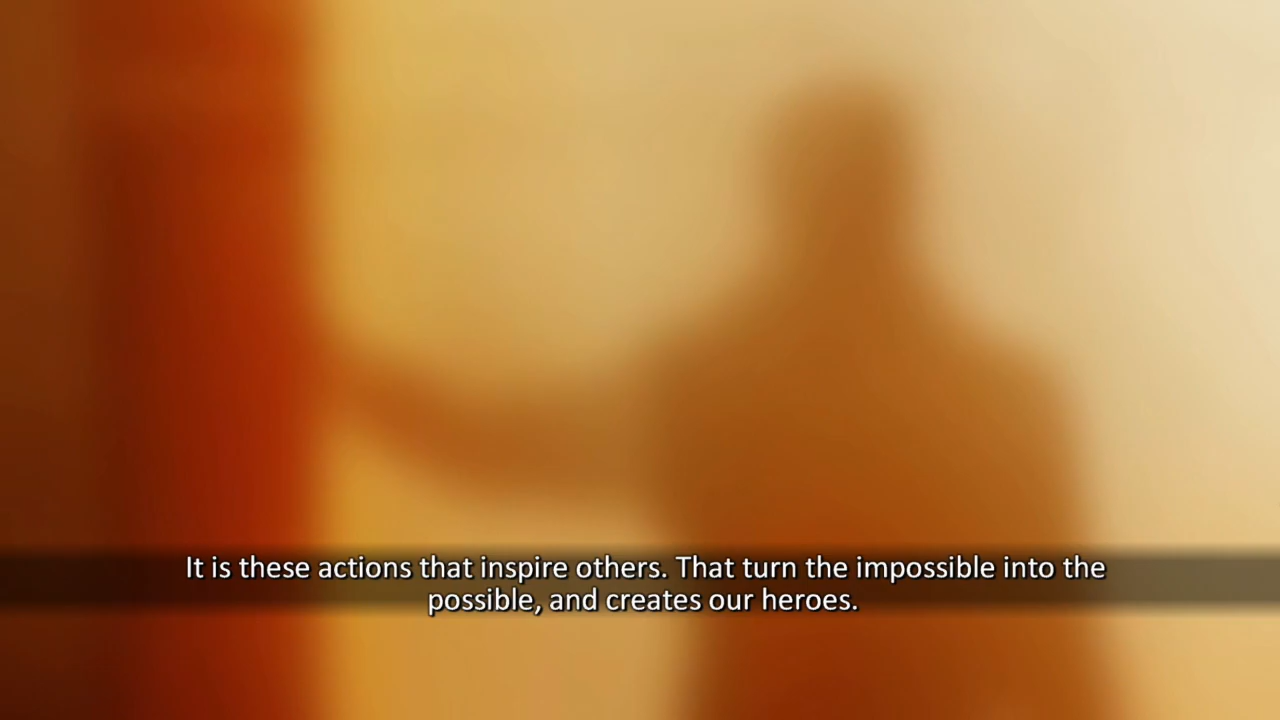 It is these actions that inspire others. That turn the impossible into the
possible, and creates our heroes.